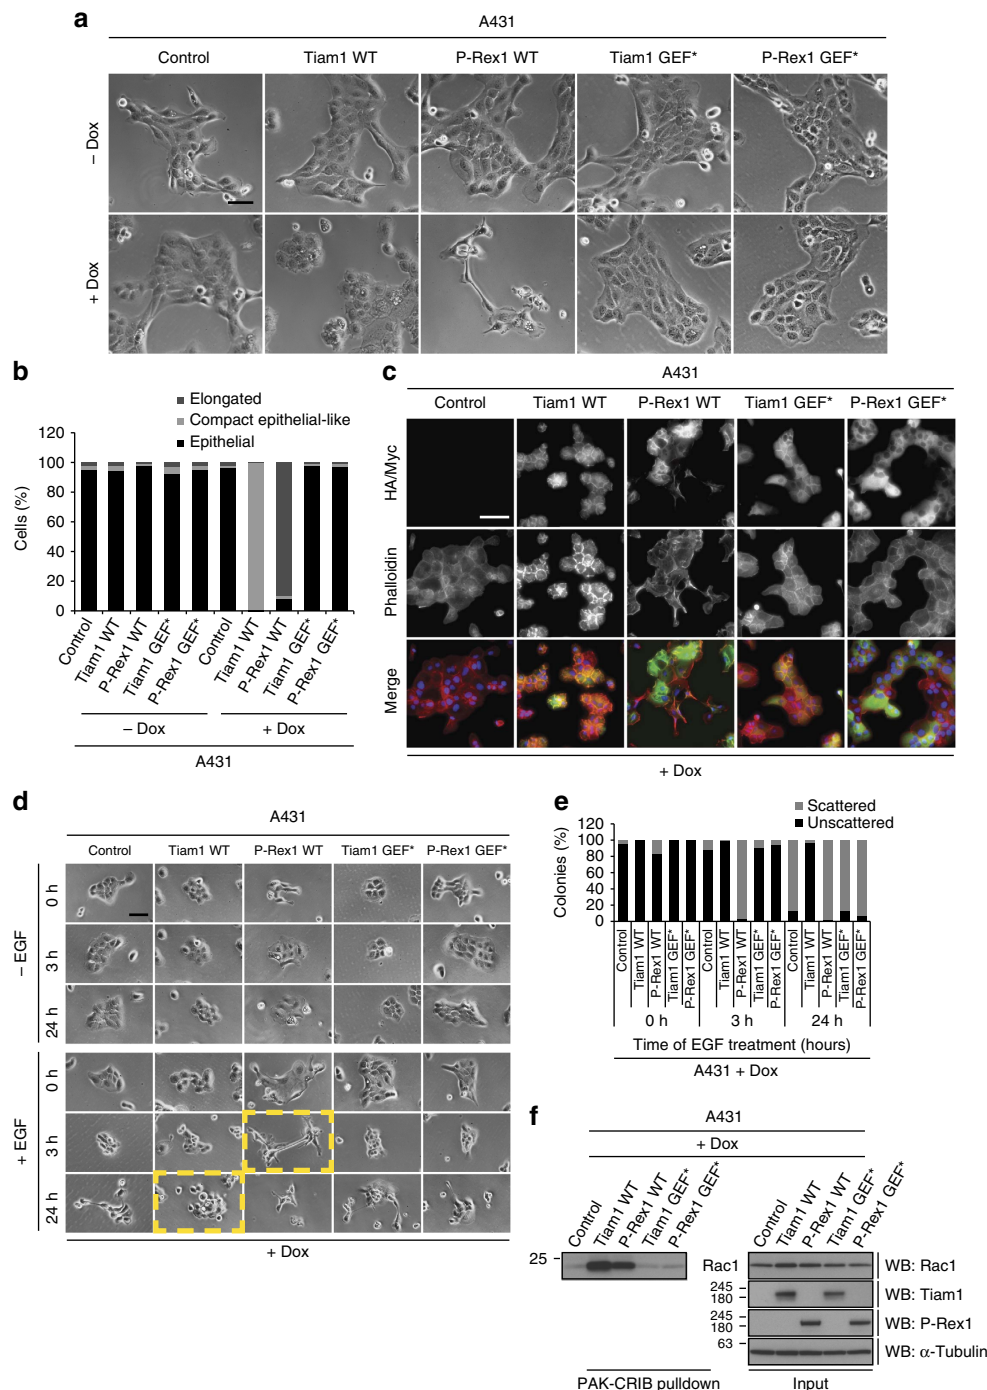 a
A431
Control
Tiam1 WT
P-Rex1 WT
Tiam1 GEF*
P-Rex1 GEF*
– Dox
+ Dox
b
Elongated
Compact epithelial-like
Epithelial
Cells (%)
120
100
80
60
40
20
0
Control
Tiam1 WT
P-Rex1 WT
Tiam1 GEF*
P-Rex1 GEF*
Control
Tiam1 WT
P-Rex1 WT
Tiam1 GEF*
P-Rex1 GEF*
– Dox
+ Dox
A431
c
A431
Control
Tiam1 WT
P-Rex1 WT
Tiam1 GEF*
P-Rex1 GEF*
HA/Myc
Phalloidin
Merge
+ Dox
d
A431
Control
Tiam1 WT
P-Rex1 WT
Tiam1 GEF*
P-Rex1 GEF*
– EGF
0 h
3 h
24 h
+ EGF
0 h
3 h
24 h
+ Dox
e
Scattered
Unscattered
Colonies (%)
120
100
80
60
40
20
0
Control
Tiam1 WT
P-Rex1 WT
Tiam1 GEF*
P-Rex1 GEF*
Control
Tiam1 WT
P-Rex1 WT
Tiam1 GEF*
P-Rex1 GEF*
Control
Tiam1 WT
P-Rex1 WT
Tiam1 GEF*
P-Rex1 GEF*
0 h
3 h
24 h
Time of EGF treatment (hours)
A431 + Dox
f
A431
+ Dox
Control
Tiam1 WT
P-Rex1 WT
Tiam1 GEF*
P-Rex1 GEF*
Control
Tiam1 WT
P-Rex1 WT
Tiam1 GEF*
P-Rex1 GEF*
25
Rac1
WB: Rac1
245
180
WB: Tiam1
245
180
WB: P-Rex1
63
WB: α-Tubulin
PAK-CRIB pulldown
Input